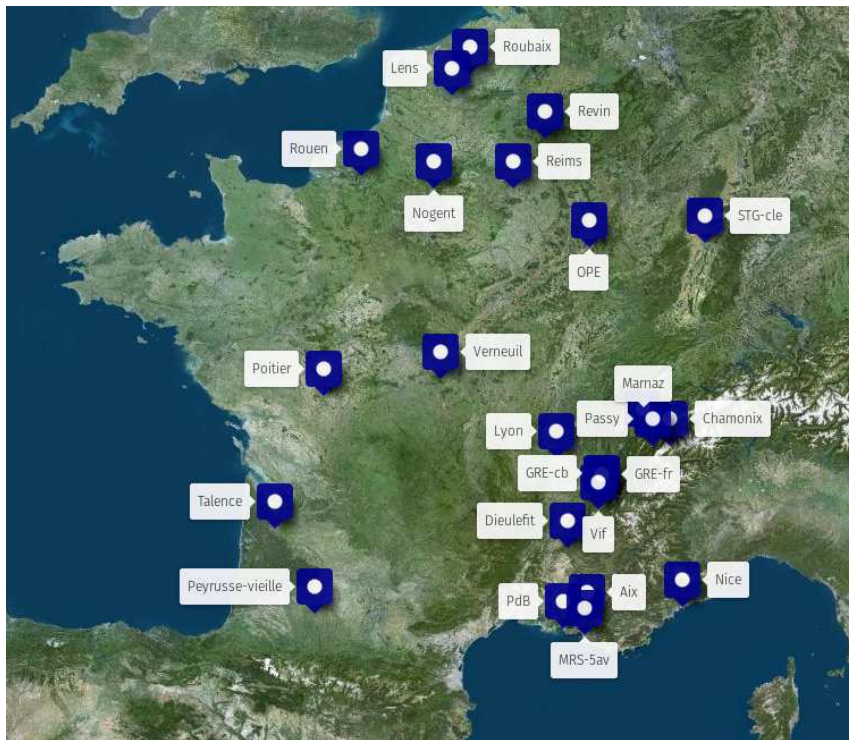 Roubaix
Lens
Revin
Rouen
Reims
Nogent
STG-cle
OPE
Verneuil
Poitier
Marnaz
Passy
Chamonix
Lyon
GRE-cb
GRE-fr
Talence
Dieulefit
Vif
Peyrusse-vieille
Nice
Aix
PdB
MRS-5av